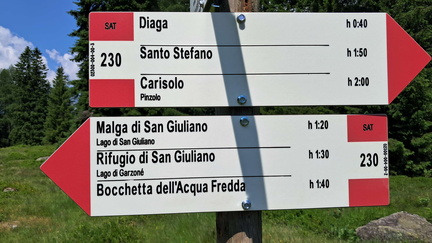 SAT
230
Diaga h 0:40
Santo Stefano h 1:50
Carisolo h 2:00
Pinzolo
Malga di San Giuliano h 1:20
Lago di San Giuliano
Rifugio di San Giuliano h 1:30
Lago di Garzonè
Bocchetta dell'Acqua Fredda h 1:40
SAT
230